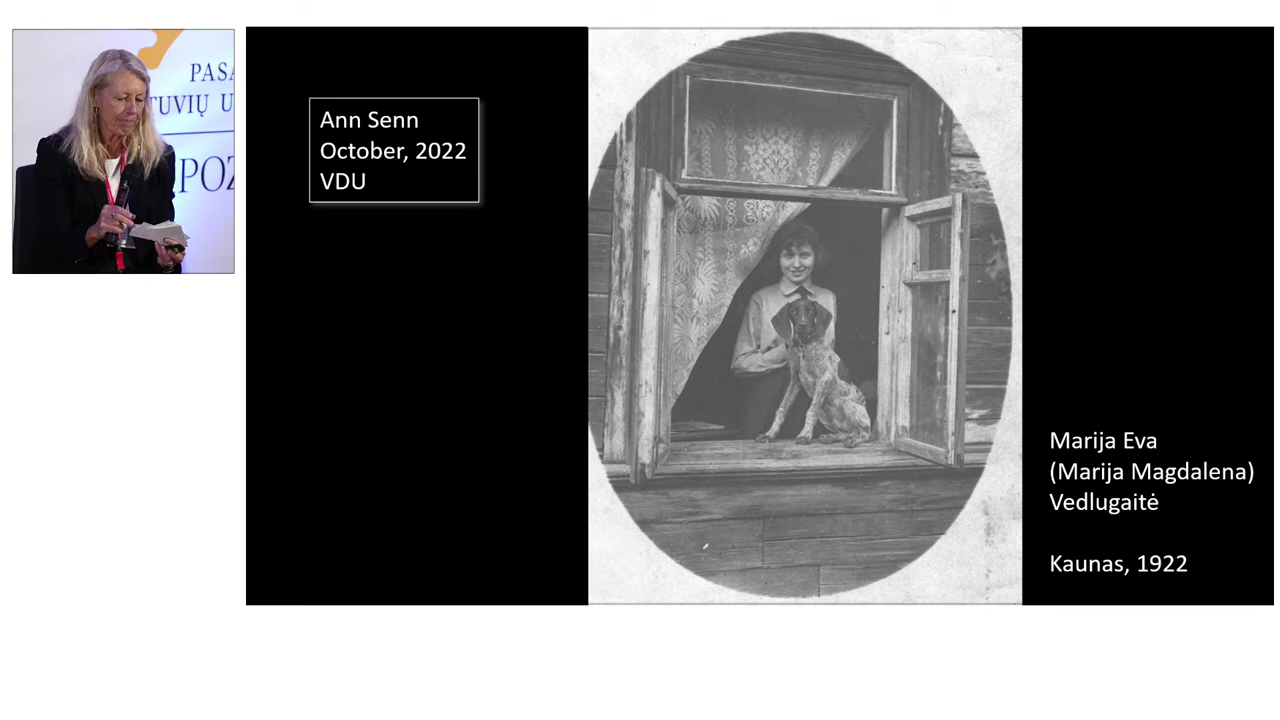 PASA
TUVIŲ U
POZ
Ann Senn
October, 2022
VDU
Marija Eva
(Marija Magdalena)
Vedlugaitė
Kaunas, 1922